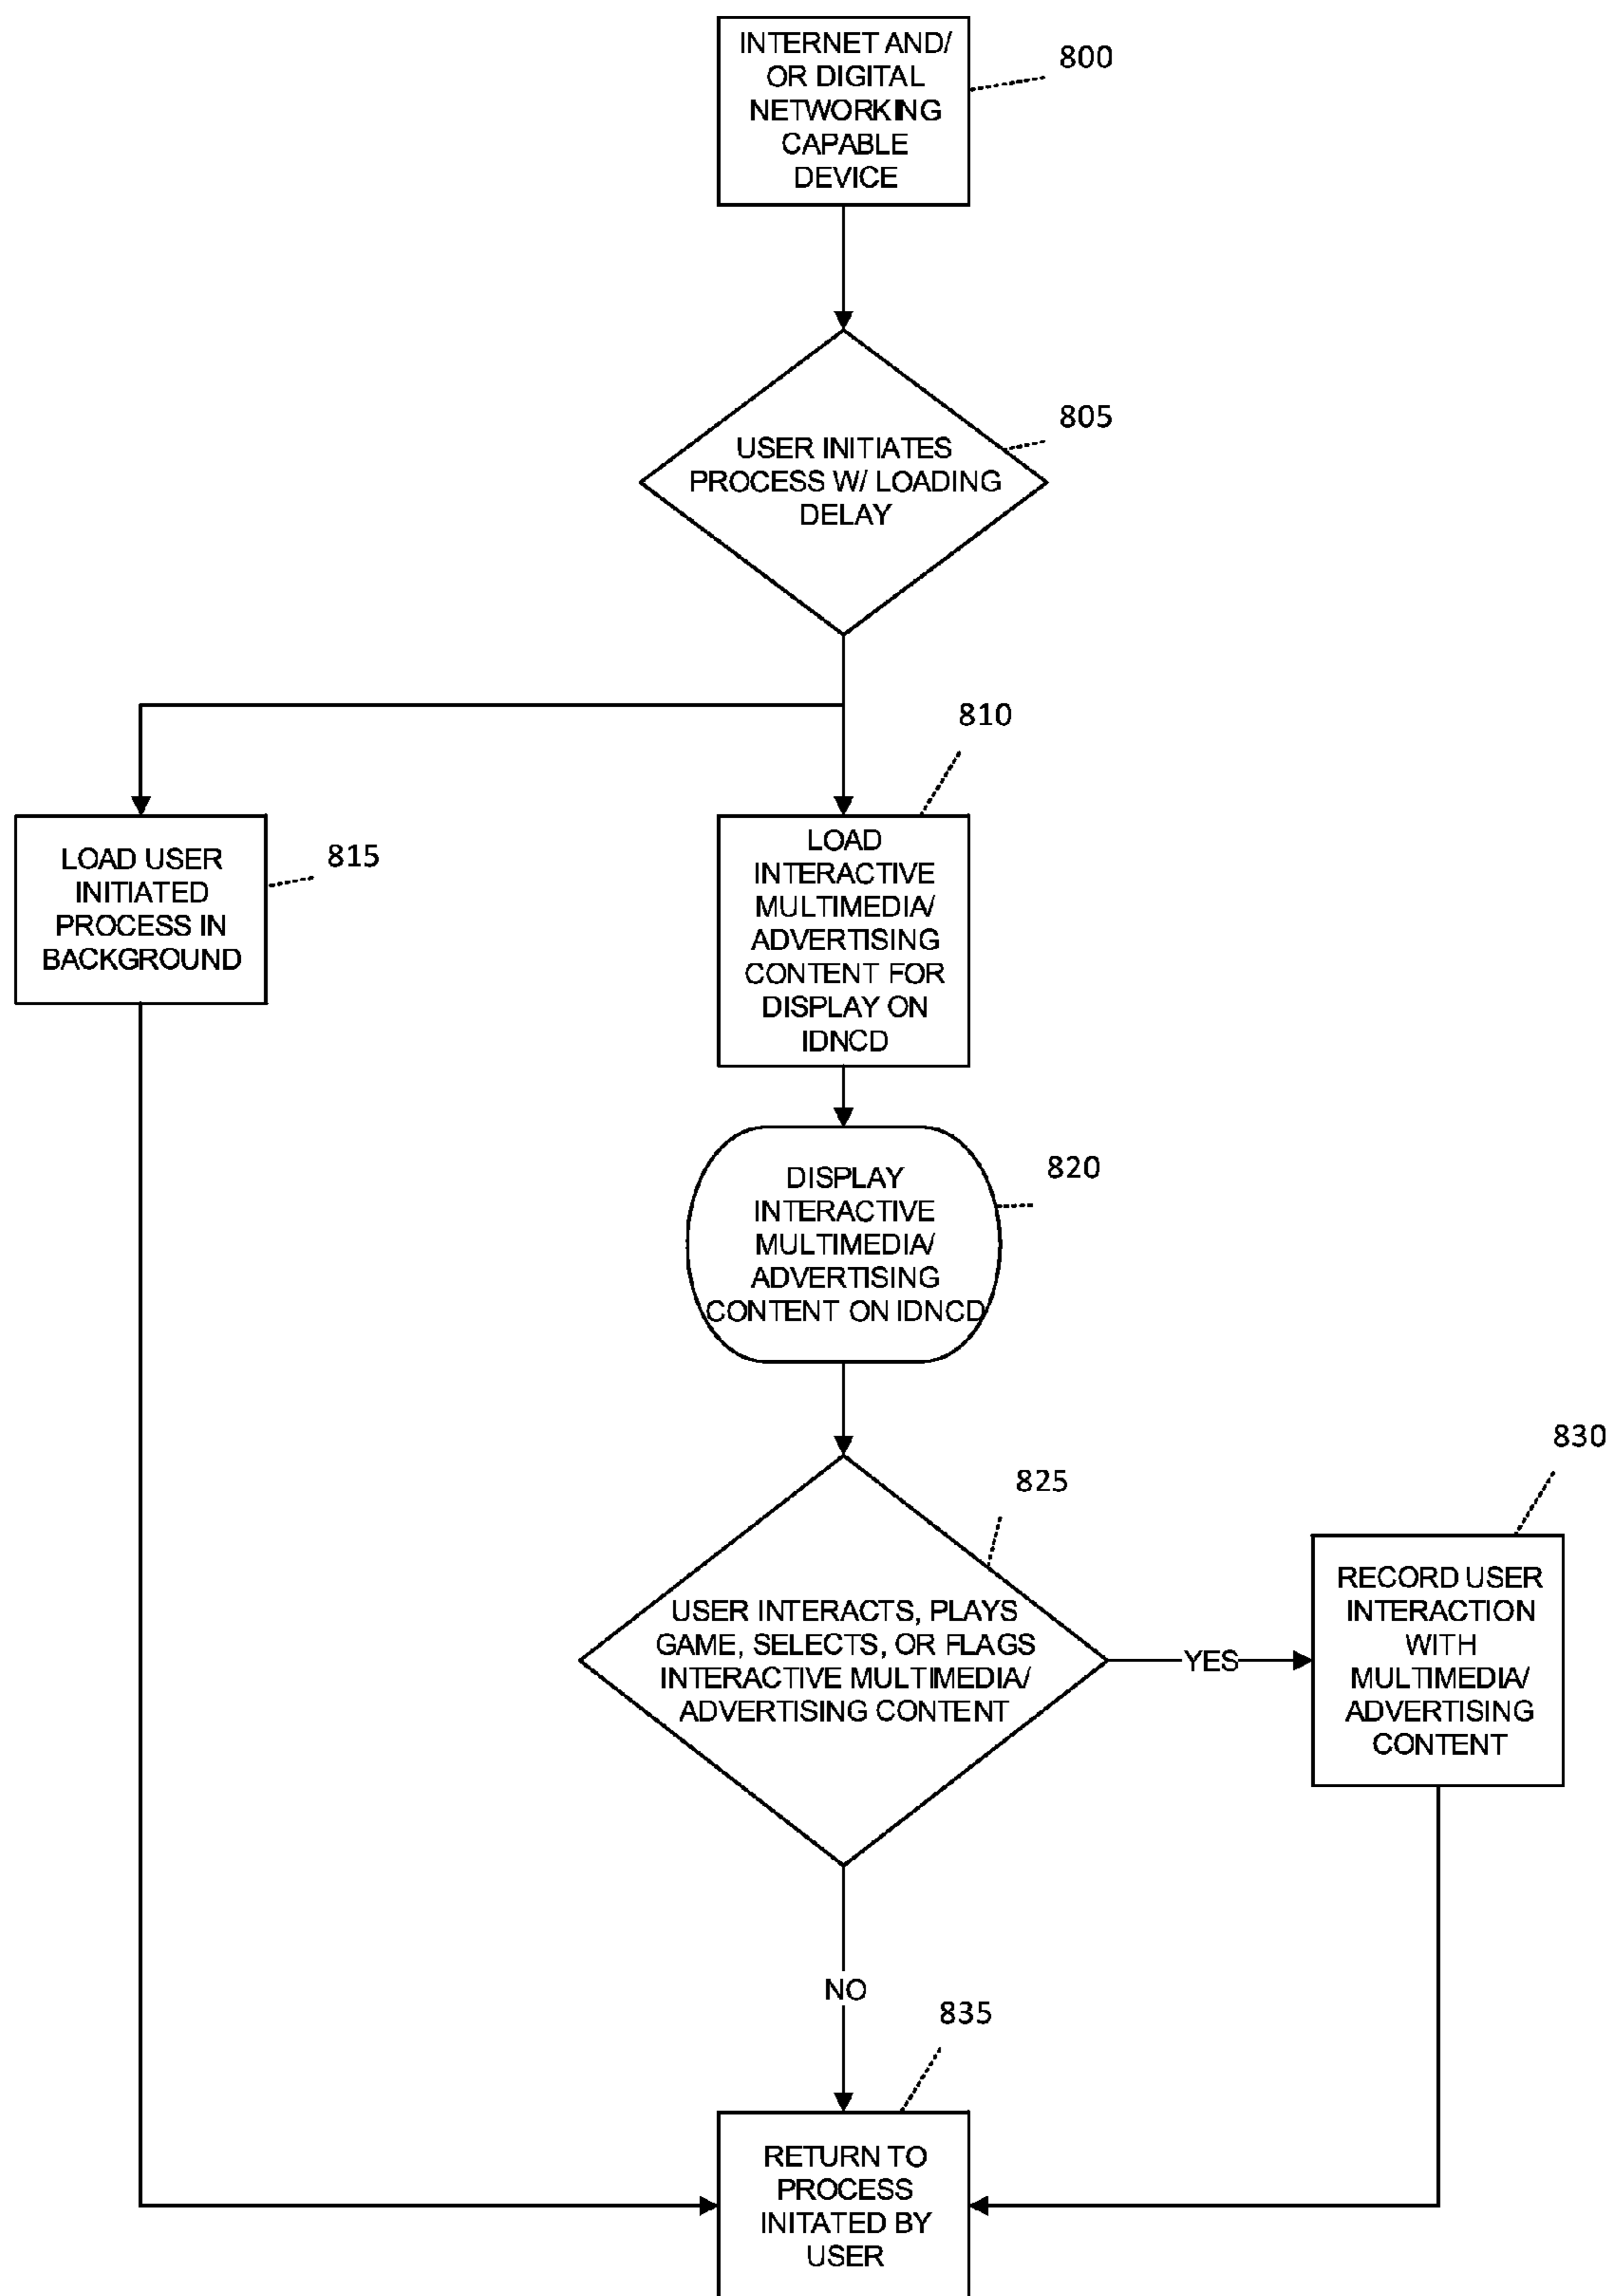 INTERNET AND/
OR DIGITAL
NETWORKING
CAPABLE
DEVICE
800
USER INITIATES
PROCESS W/ LOADING
DELAY
805
810
LOAD USER
INITIATED
PROCESS IN
BACKGROUND
815
LOAD
INTERACTIVE
MULTIMEDIA/
ADVERTISING
CONTENT FOR
DISPLAY ON
IDNCD
DISPLAY
INTERACTIVE
MULTIMEDIA/
ADVERTISING
CONTENT ON IDNCD
820
825
USER INTERACTS, PLAYS
GAME, SELECTS, OR FLAGS
INTERACTIVE MULTIMEDIA/
ADVERTISING CONTENT
YES
830
RECORD USER
INTERACTION
WITH
MULTIMEDIA/
ADVERTISING
CONTENT
NO
835
RETURN TO
PROCESS
INITATED BY
USER